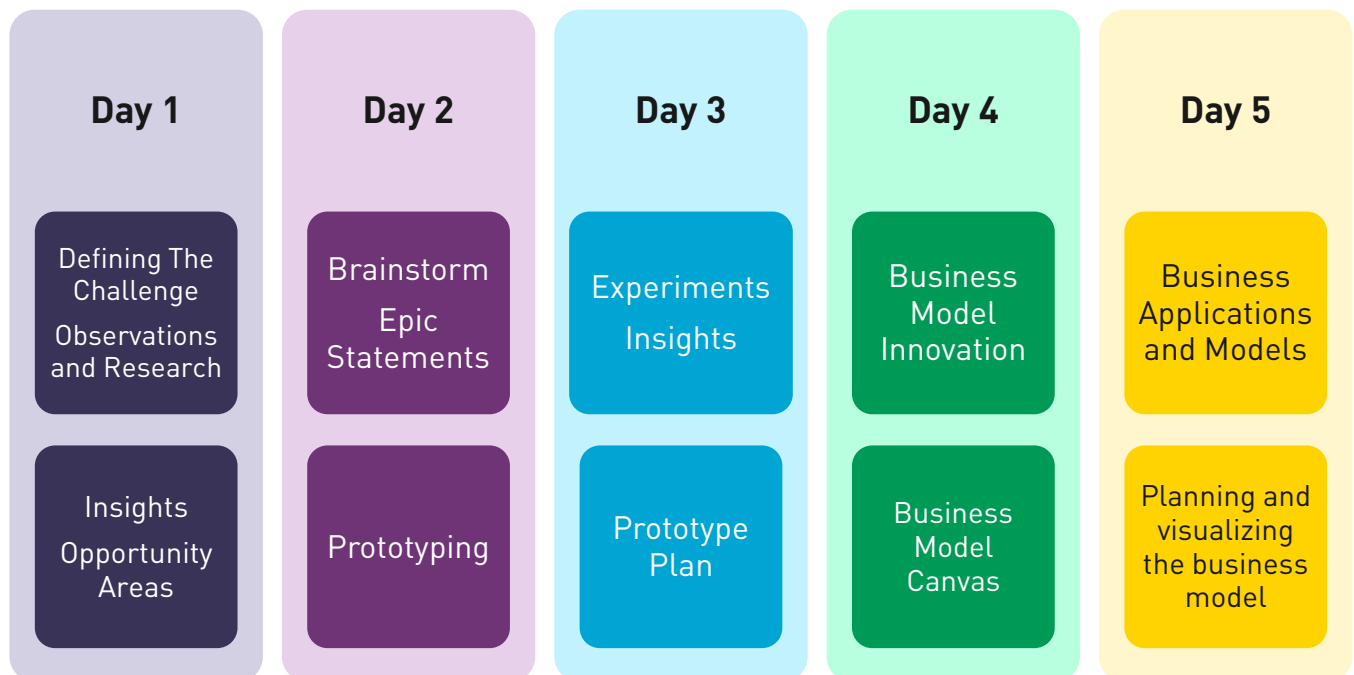 Day 1
Defining The
Challenge
Observations
and Research
Insights
Opportunity
Areas
Day 2
Brainstorm
Epic
Statements
Prototyping
Day 3
Experiments
Insights
Prototype
Plan
Day 4
Business
Model
Innovation
Business
Model
Canvas
Day 5
Business
Applications
and Models
Planning and
visualizing
the business
model